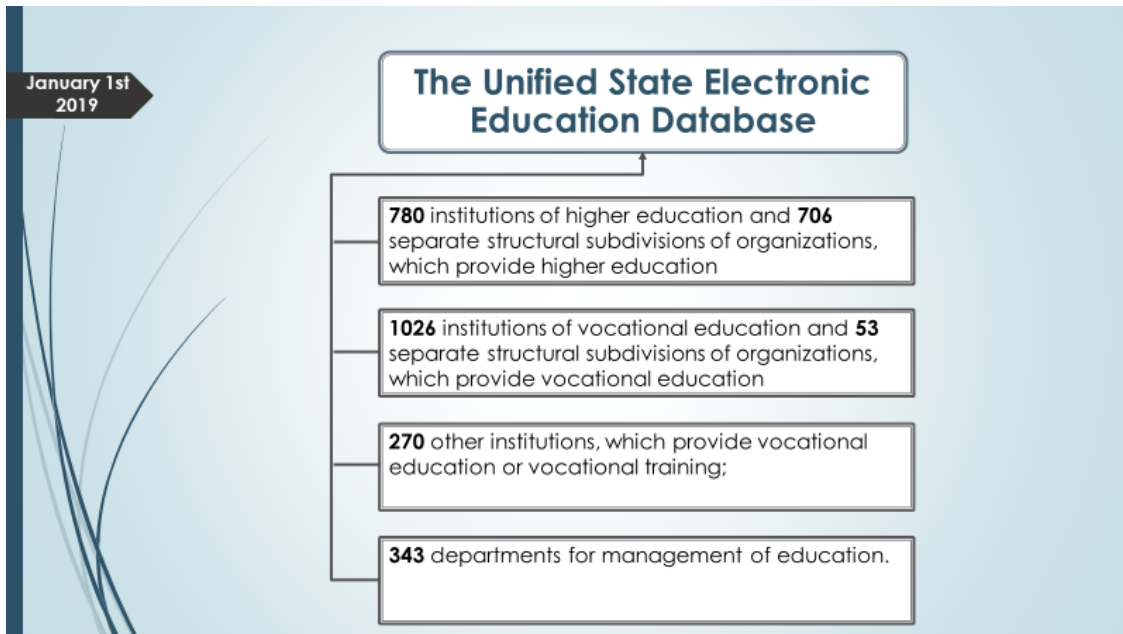 January 1st
2019
The Unified State Electronic
Education Database
780 institutions of higher education and 706
separate structural subdivisions of organizations,
which provide higher education
1026 institutions of vocational education and 53
separate structural subdivisions of organizations,
which provide vocational education
270 other institutions, which provide vocational
education or vocational training;
343 departments for management of education.